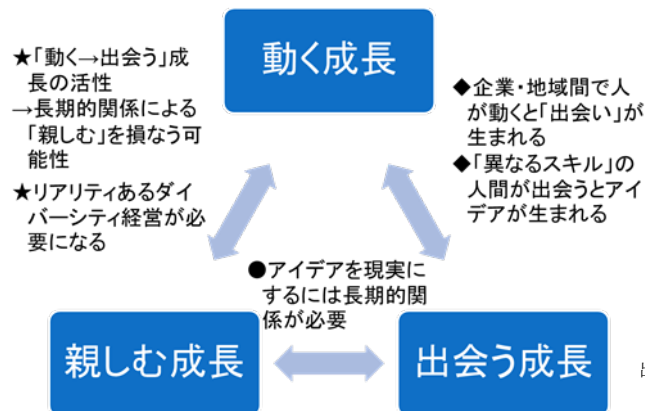 動く成長
★「動く→出会う」成
長の活性
→長期的関係による
「親しむ」を損なう可
能性
★リアリティあるダイ
バーシティ経営が必
要になる
◆企業・地域間で人
が動くと「出会い」が
生まれる
◆「異なるスキル」の
人間が出会うとアイ
デアが生まれる
●アイデアを現実に
するには長期的関
係が必要
親しむ成長
出会う成長